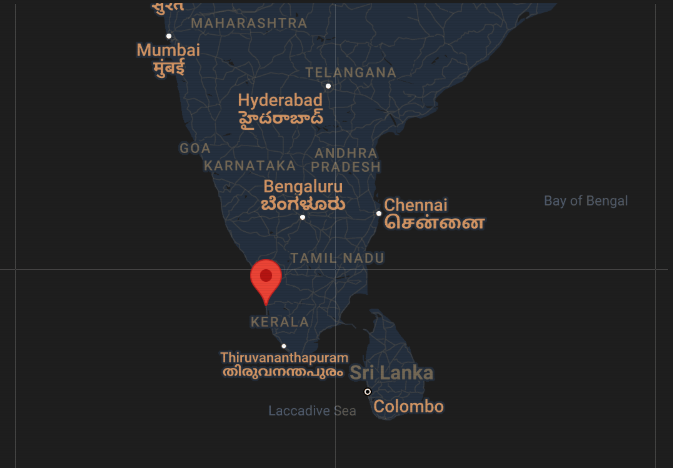 सुरत
MAHARASHTRA
Mumbai
मुंबई
TELANGANA
Hyderabad
హైదరాబాద్
GOA
KARNATAKA
ANDHRA
PRADESH
Bengaluru
ಬೆಂಗಳೂರು
Chennai
சென்னை
Bay of Bengal
TAMIL NADU
KERALA
Thiruvananthapuram
തിരുവനന്തപുരം
Sri Lanka
Colombo
Laccadive Sea